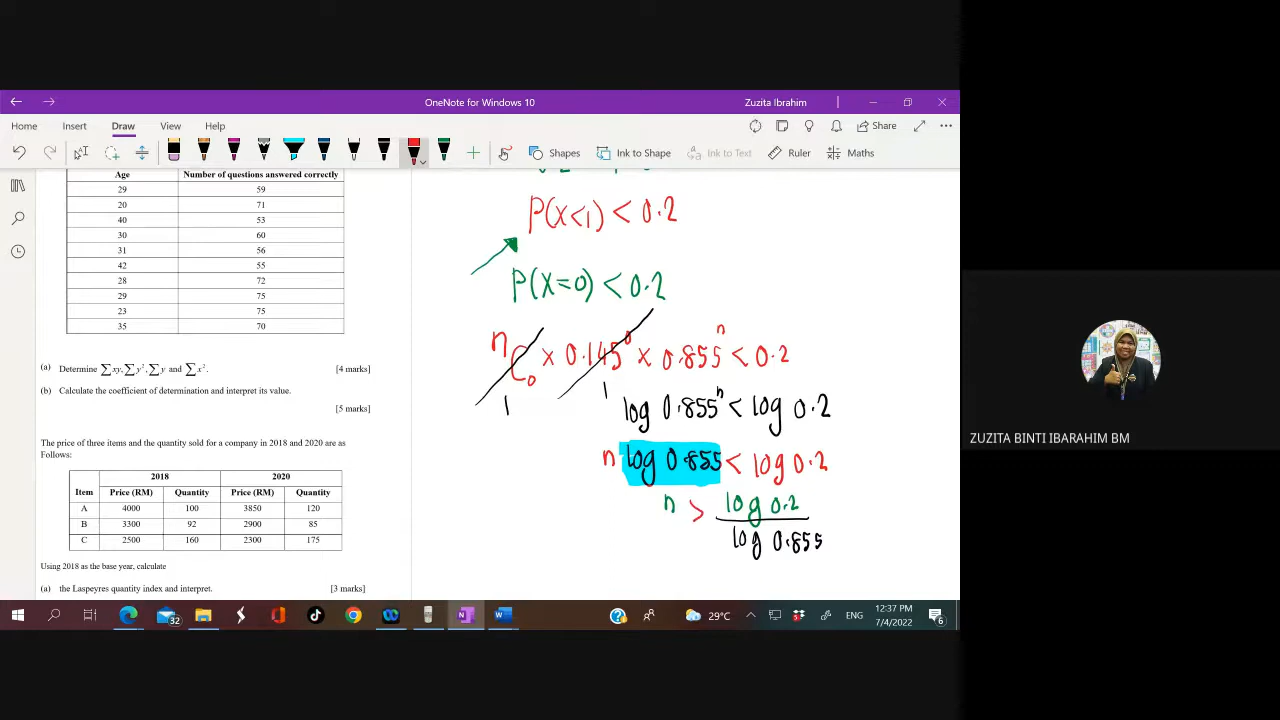 OneNote for Windows 10
Zuzita Ibrahim
Home Insert Draw View Help
Share
Shapes Ink to Shape Ink to Text Ruler Maths
Age Number of questions answered correctly
29 59
20 71
40 53
30 60
31 56
42 55
28 72
29 75
23 75
35 70
(a) Determine ∑xy, ∑y², ∑y and ∑x². [4 marks]
(b) Calculate the coefficient of determination and interpret its value.
[5 marks]
The price of three items and the quantity sold for a company in 2018 and 2020 are as
Follows:
2018 2020
Item Price (RM) Quantity Price (RM) Quantity
A 4000 100 3850 120
B 3300 92 2900 85
C 2500 160 2300 175
Using 2018 as the base year, calculate
(a) the Laspeyres quantity index and interpret. [3 marks]
P(X<1) < 0.2
P(X=0) < 0.2
ⁿC₀ × 0.145⁰ × 0.855ⁿ < 0.2
1 1
log 0.855ⁿ < log 0.2
n log 0.855 < log 0.2
n > log 0.2
log 0.855
ZUZITA BINTI IBARAHIM BM
32
29°C
ENG
12:37 PM
7/4/2022
6